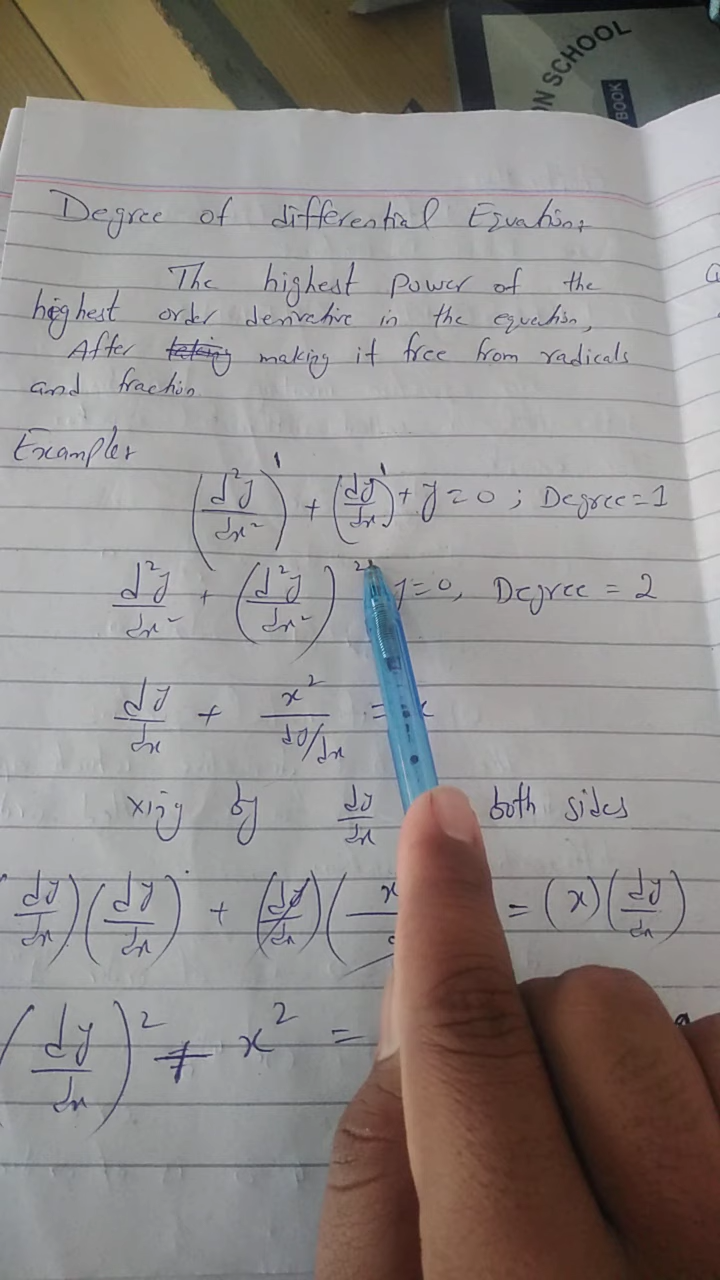 ON SCHOOL
BOOK
Degree of differential Equation:
The highest power of the
highest order derivative in the equation,
After taking making it free from radicals
and fraction
Example:
(d²y/dx²)¹ + (dy/dx)¹ + y = 0 ; Degree = 1
d²y/dx² + (d²y/dx²)² y = 0, Degree = 2
dy/dx + x²/dy/dx =
xing by dy/dx both sides
(dy/dx)(dy/dx) + (dy/dx)(x = (x)(dy/dx)
(dy/dx)² + x² =